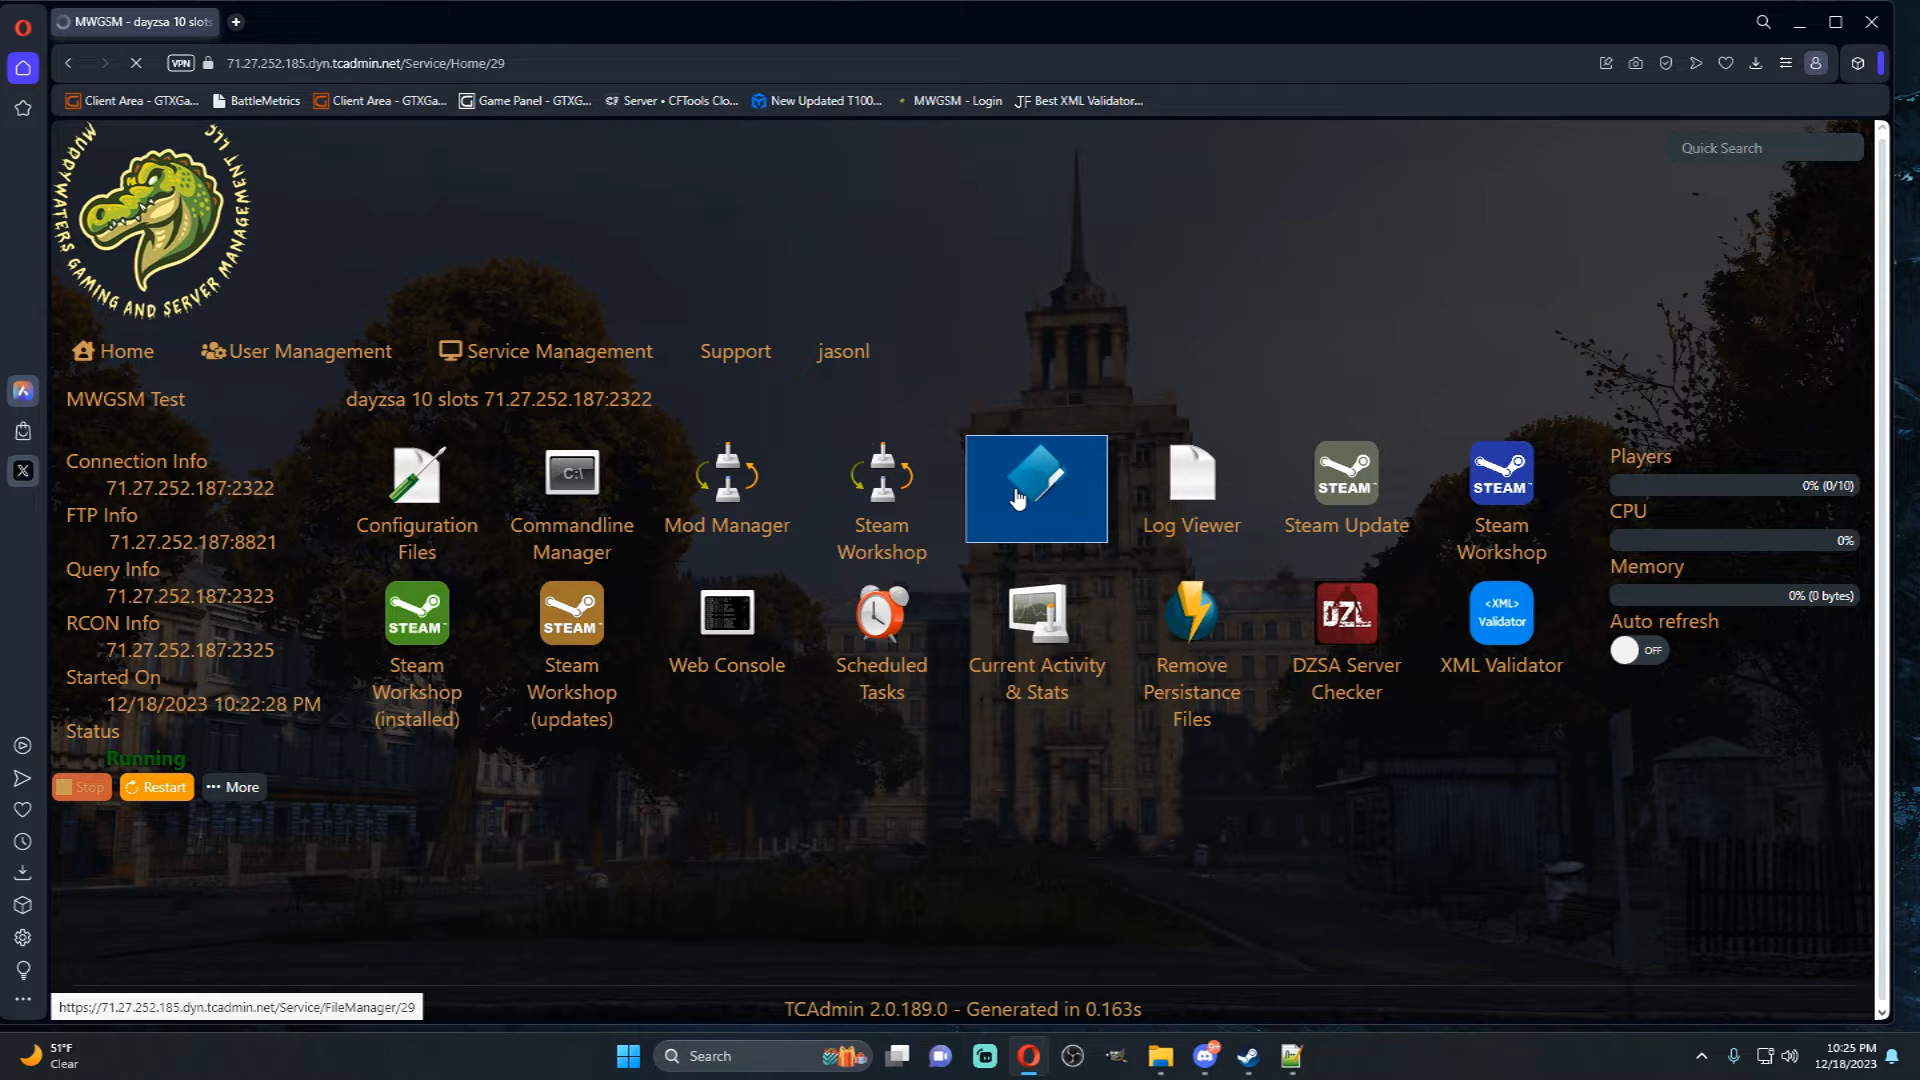 MWGSM - dayzsa 10 slots
VPN
71.27.252.185.dyn.tcadmin.net/Service/Home/29
Client Area - GTXGa...
BattleMetrics
Client Area - GTXGa...
Game Panel - GTXG...
Server • CFTools Clo...
New Updated T100...
MWGSM - Login
JF Best XML Validator...
MUDDYWATERS GAMING AND SERVER MANAGEMENT LLC
Quick Search
Home
User Management
Service Management
Support
jasonl
MWGSM Test
dayzsa 10 slots 71.27.252.187:2322
Connection Info
71.27.252.187:2322
FTP Info
71.27.252.187:8821
Query Info
71.27.252.187:2323
RCON Info
71.27.252.187:2325
Started On
12/18/2023 10:22:28 PM
Status
Running
Stop
Restart
••• More
Configuration
Files
C:\
Commandline
Manager
Mod Manager
Steam
Workshop
Log Viewer
STEAM
Steam Update
STEAM
Steam
Workshop
STEAM
Steam
Workshop
(installed)
STEAM
Steam
Workshop
(updates)
Web Console
Scheduled
Tasks
Current Activity
& Stats
Remove
Persistance
Files
DZL
DZSA Server
Checker
<XML>
Validator
XML Validator
Players
0% (0/10)
CPU
0%
Memory
0% (0 bytes)
Auto refresh
OFF
https://71.27.252.185.dyn.tcadmin.net/Service/FileManager/29
TCAdmin 2.0.189.0 - Generated in 0.163s
51°F
Clear
Search
9+
10:25 PM
12/18/2023